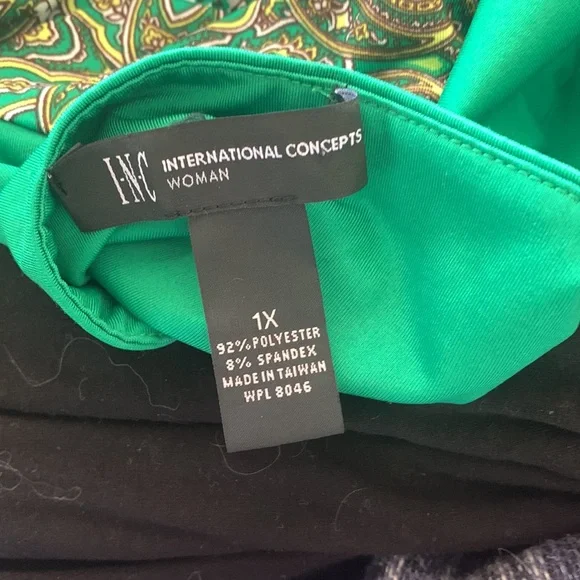 I·N·C INTERNATIONAL CONCEPTS
WOMAN
1X
92% POLYESTER
8% SPANDEX
MADE IN TAIWAN
WPL 8046